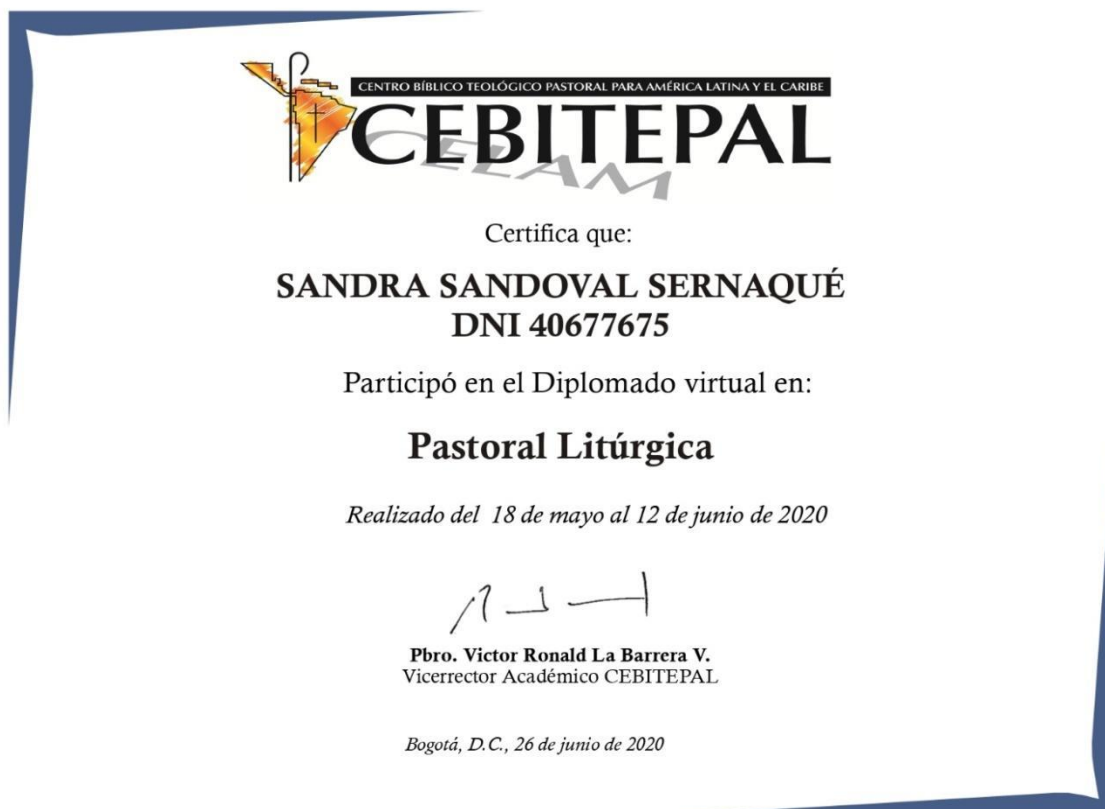 CENTRO BÍBLICO TEOLÓGICO PASTORAL PARA AMÉRICA LATINA Y EL CARIBE
CEBITEPAL
CELAM
Certifica que:
SANDRA SANDOVAL SERNAQUÉ
DNI 40677675
Participó en el Diplomado virtual en:
Pastoral Litúrgica
Realizado del 18 de mayo al 12 de junio de 2020
Pbro. Victor Ronald La Barrera V.
Vicerrector Académico CEBITEPAL
Bogotá, D.C., 26 de junio de 2020